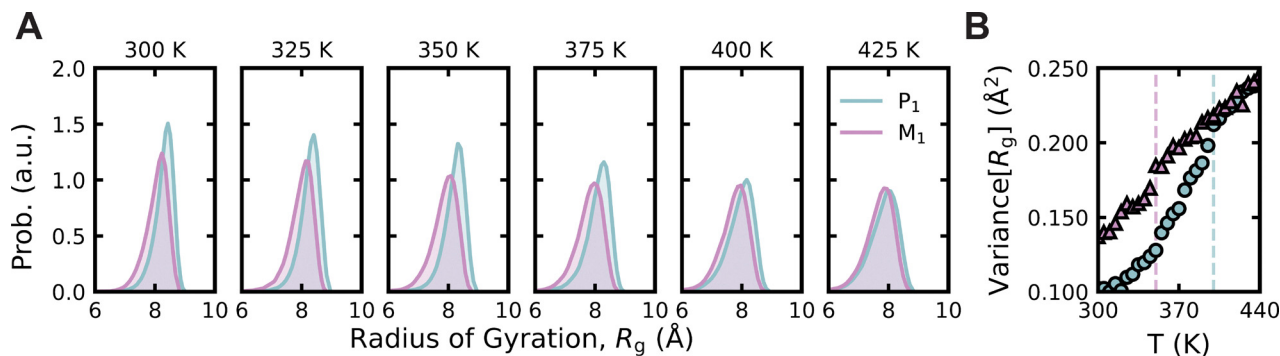 A
300 K 325 K 350 K 375 K 400 K 425 K
2.0
1.5
1.0
0.5
0.0
Prob. (a.u.)
P₁
M₁
6 8 10 6 8 10 6 8 10 6 8 10 6 8 10 6 8 10
Radius of Gyration, R_g (Å)
B
0.250
0.200
0.150
0.100
Variance[R_g] (Å²)
300 370 440
T (K)